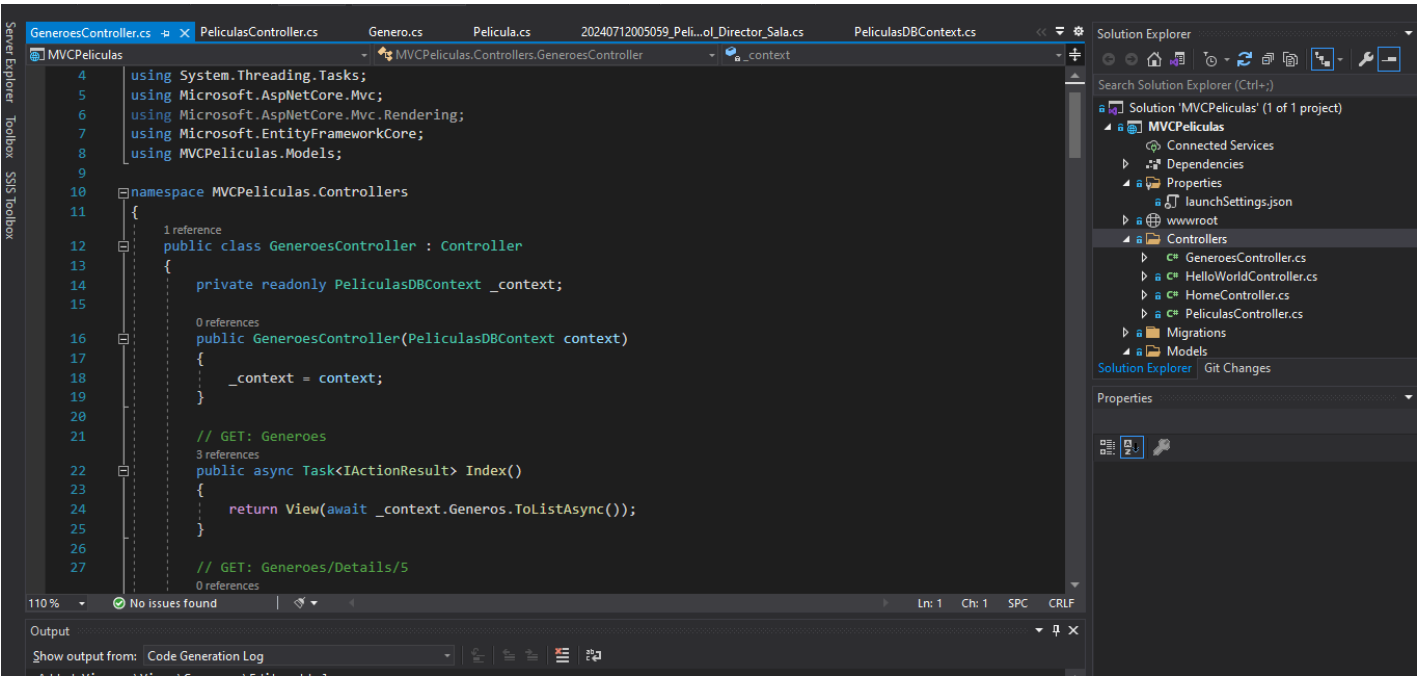 Server Explorer
Toolbox
SSIS Toolbox
GeneroesController.cs
PeliculasController.cs
Genero.cs
Pelicula.cs
20240712005059_Peli...ol_Director_Sala.cs
PeliculasDBContext.cs
MVCPeliculas
MVCPeliculas.Controllers.GeneroesController
_context
4 using System.Threading.Tasks;
5 using Microsoft.AspNetCore.Mvc;
6 using Microsoft.AspNetCore.Mvc.Rendering;
7 using Microsoft.EntityFrameworkCore;
8 using MVCPeliculas.Models;
9
10 namespace MVCPeliculas.Controllers
11 {
1 reference
12 public class GeneroesController : Controller
13 {
14 private readonly PeliculasDBContext _context;
15
0 references
16 public GeneroesController(PeliculasDBContext context)
17 {
18 _context = context;
19 }
20
21 // GET: Generoes
3 references
22 public async Task<IActionResult> Index()
23 {
24 return View(await _context.Generos.ToListAsync());
25 }
26
27 // GET: Generoes/Details/5
0 references
110 % No issues found Ln: 1 Ch: 1 SPC CRLF
Output
Show output from: Code Generation Log
Solution Explorer
Search Solution Explorer (Ctrl+;)
Solution 'MVCPeliculas' (1 of 1 project)
MVCPeliculas
Connected Services
Dependencies
Properties
launchSettings.json
wwwroot
Controllers
C# GeneroesController.cs
C# HelloWorldController.cs
C# HomeController.cs
C# PeliculasController.cs
Migrations
Models
Solution Explorer Git Changes
Properties